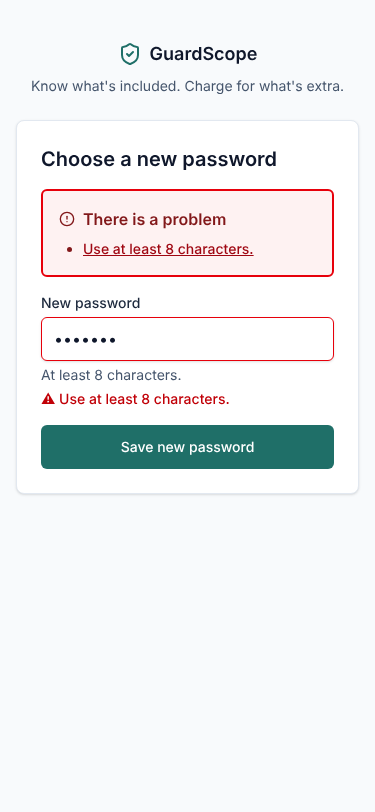 GuardScope
Know what's included. Charge for what's extra.
Choose a new password
There is a problem
• Use at least 8 characters.
New password
•••••••
At least 8 characters.
Use at least 8 characters.
Save new password